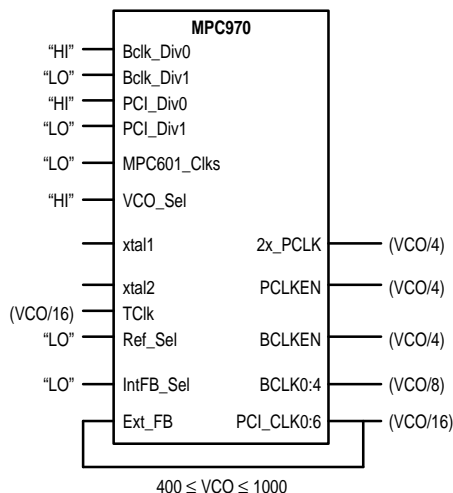 MPC970
“HI” Bclk_Div0
“LO” Bclk_Div1
“HI” PCI_Div0
“LO” PCI_Div1
“LO” MPC601_Clks
“HI” VCO_Sel
xtal1 2x_PCLK (VCO/4)
xtal2 PCLKEN (VCO/4)
(VCO/16) TClk
“LO” Ref_Sel BCLKEN (VCO/4)
“LO” IntFB_Sel BCLK0:4 (VCO/8)
Ext_FB PCI_CLK0:6 (VCO/16)
400 ≤ VCO ≤ 1000